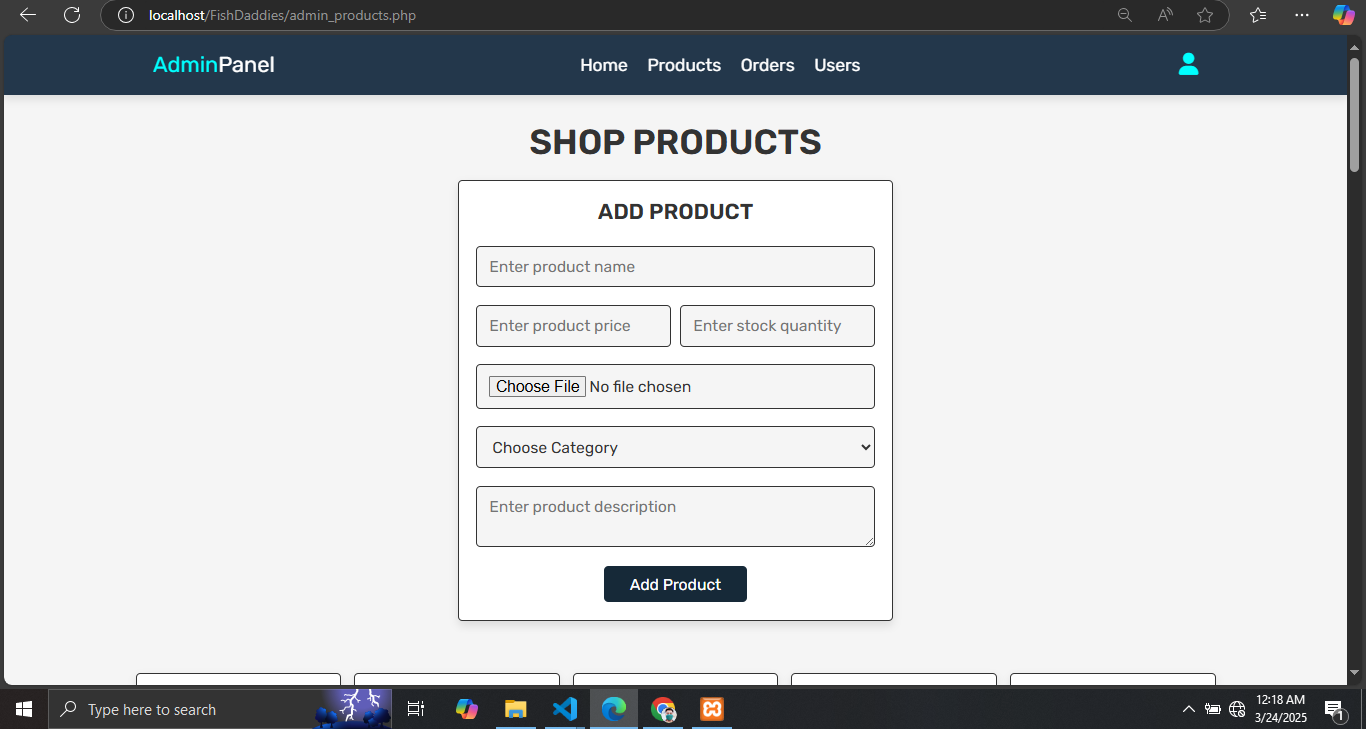 localhost/FishDaddies/admin_products.php
AdminPanel
Home Products Orders Users
SHOP PRODUCTS
ADD PRODUCT
Enter product name
Enter product price Enter stock quantity
Choose File No file chosen
Choose Category
Enter product description
Add Product
Type here to search
12:18 AM
3/24/2025
1